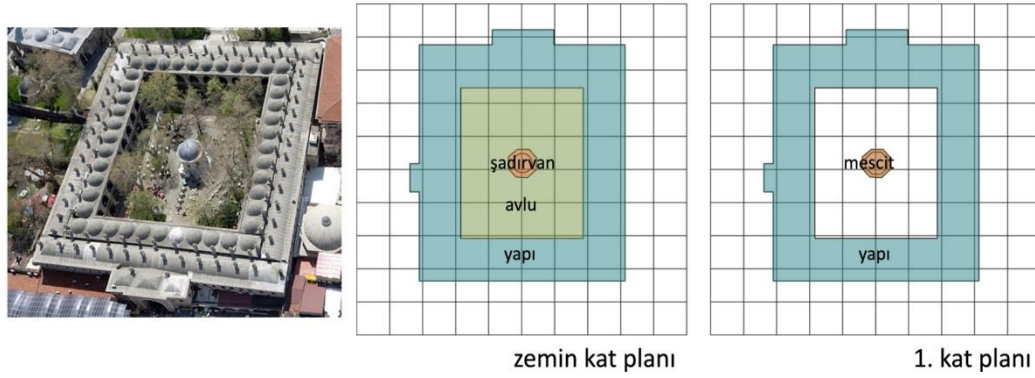 şadırvan
avlu
yapı
zemin kat planı
mescit
yapı
1. kat planı